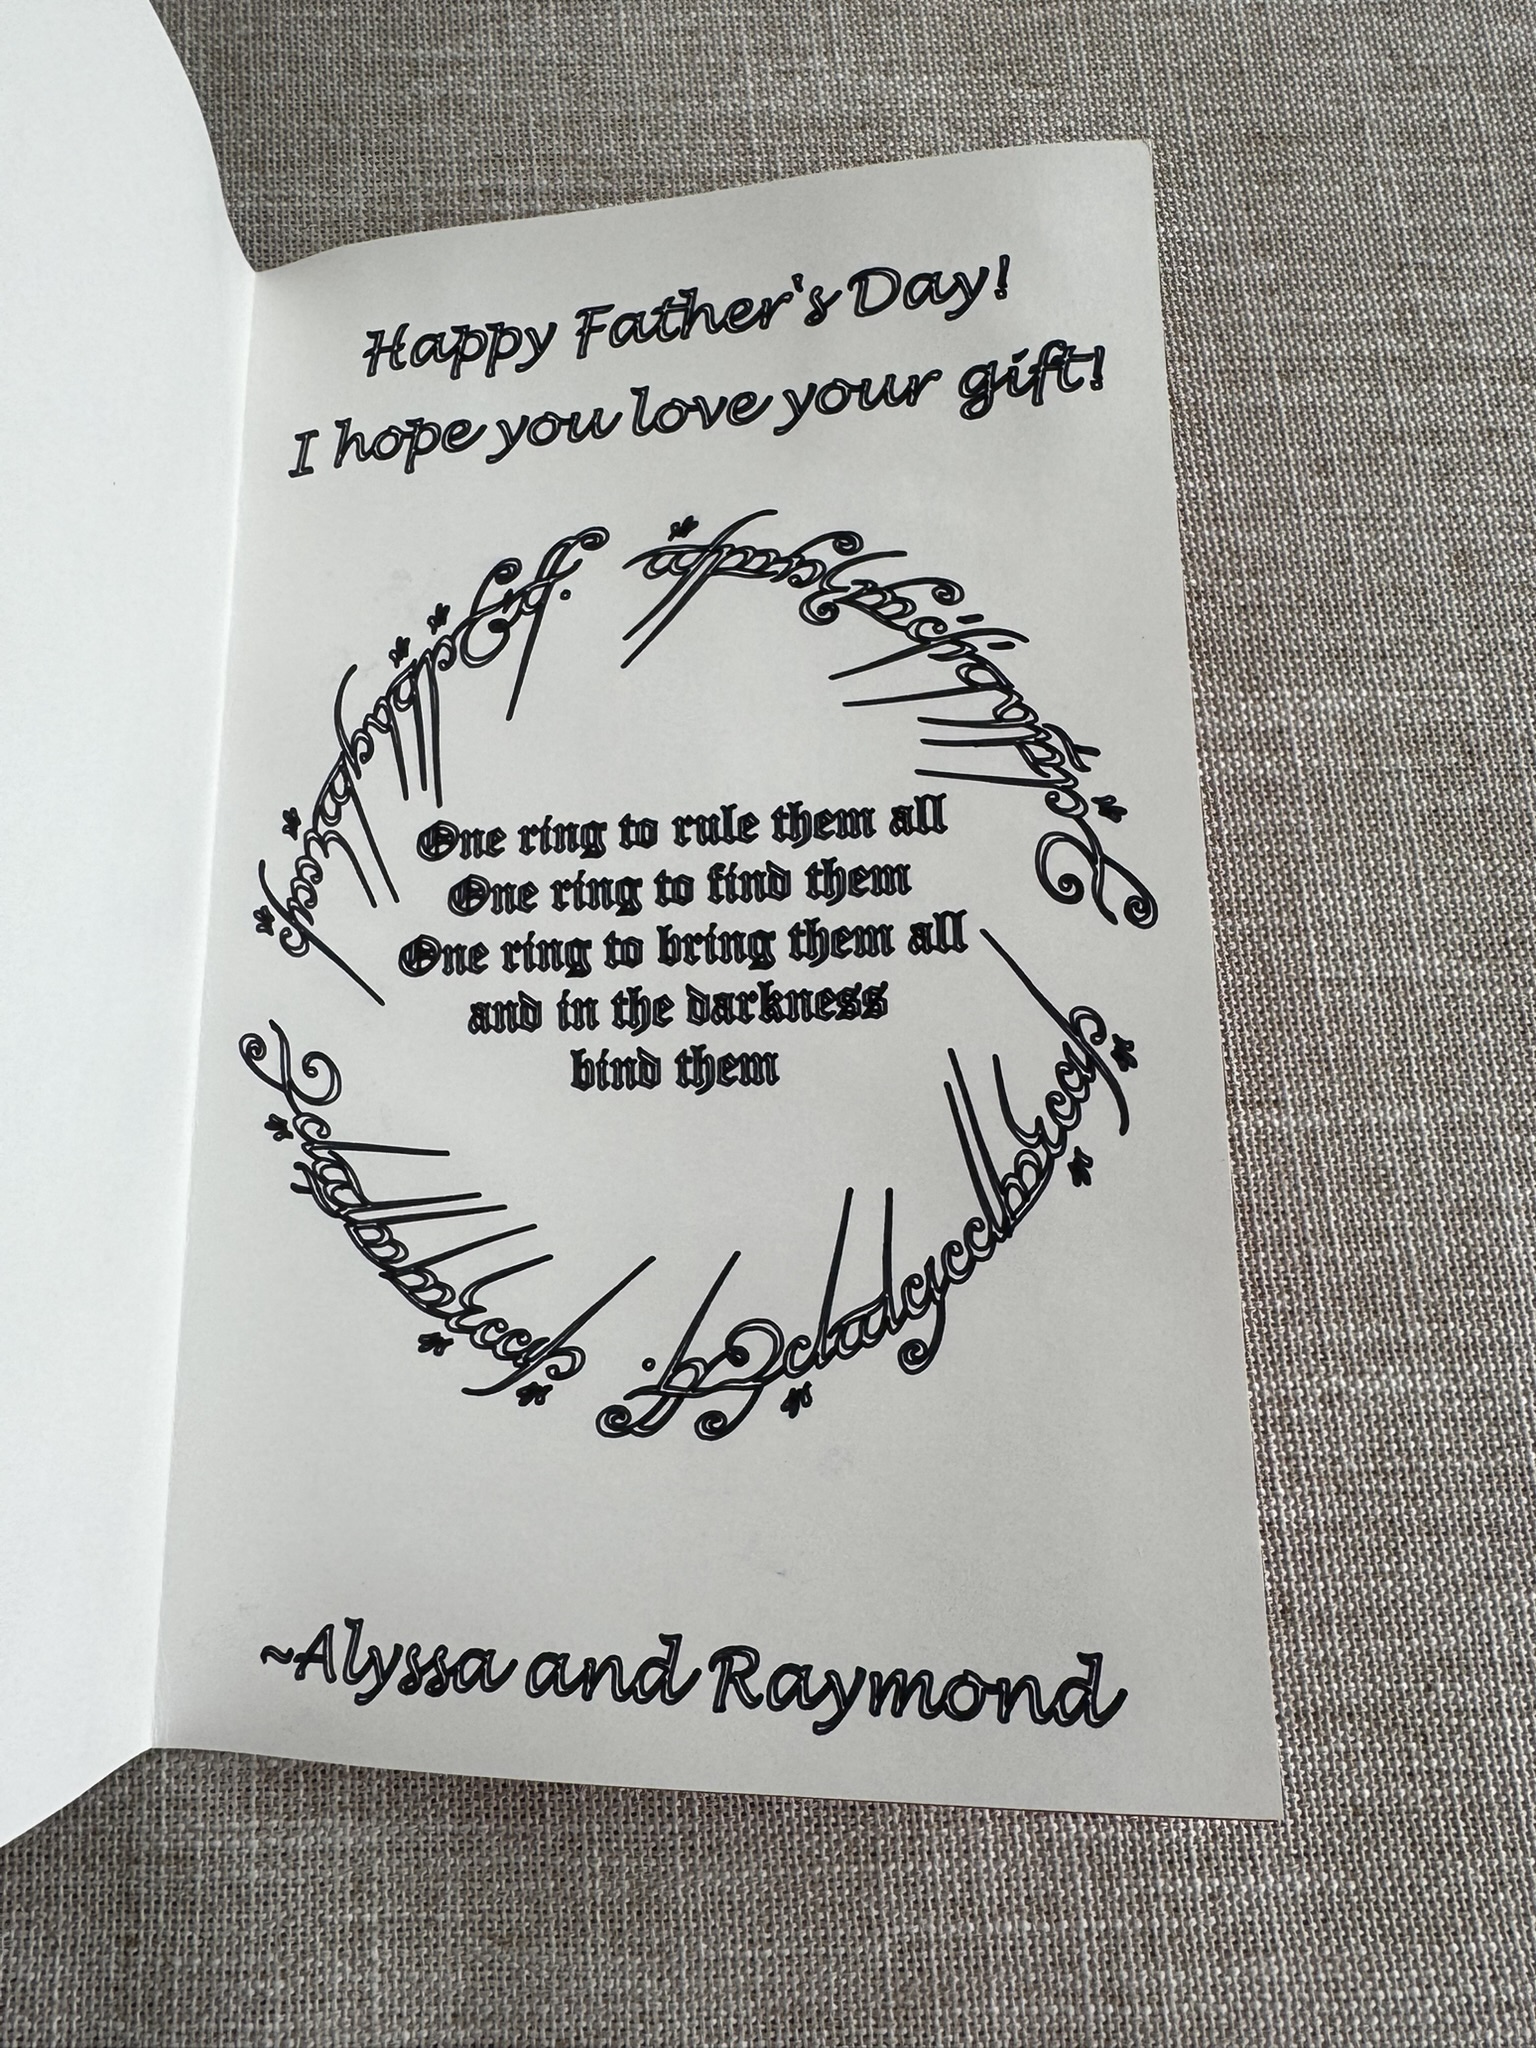 Happy Father's Day!
I hope you love your gift!
One ring to rule them all
One ring to find them
One ring to bring them all
and in the darkness
bind them
~Alyssa and Raymond